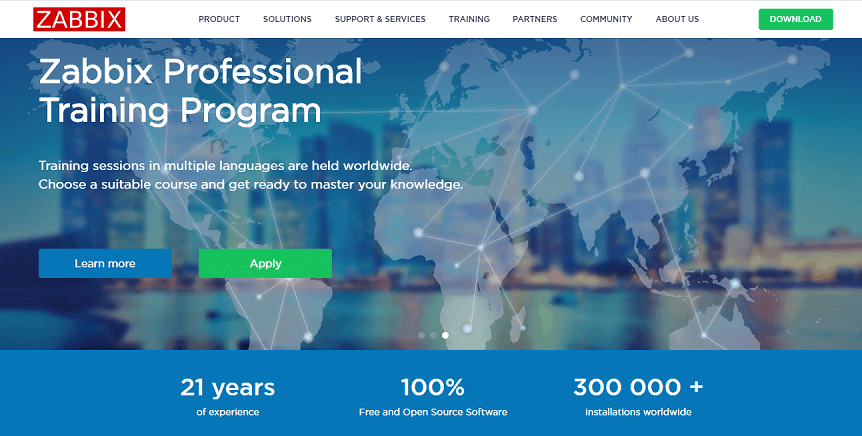 ZABBIX
PRODUCT
SOLUTIONS
SUPPORT & SERVICES
TRAINING
PARTNERS
COMMUNITY
ABOUT US
DOWNLOAD
Zabbix Professional
Training Program
Training sessions in multiple languages are held worldwide.
Choose a suitable course and get ready to master your knowledge.
Learn more
Apply
21 years
of experience
100%
Free and Open Source Software
300 000 +
installations worldwide